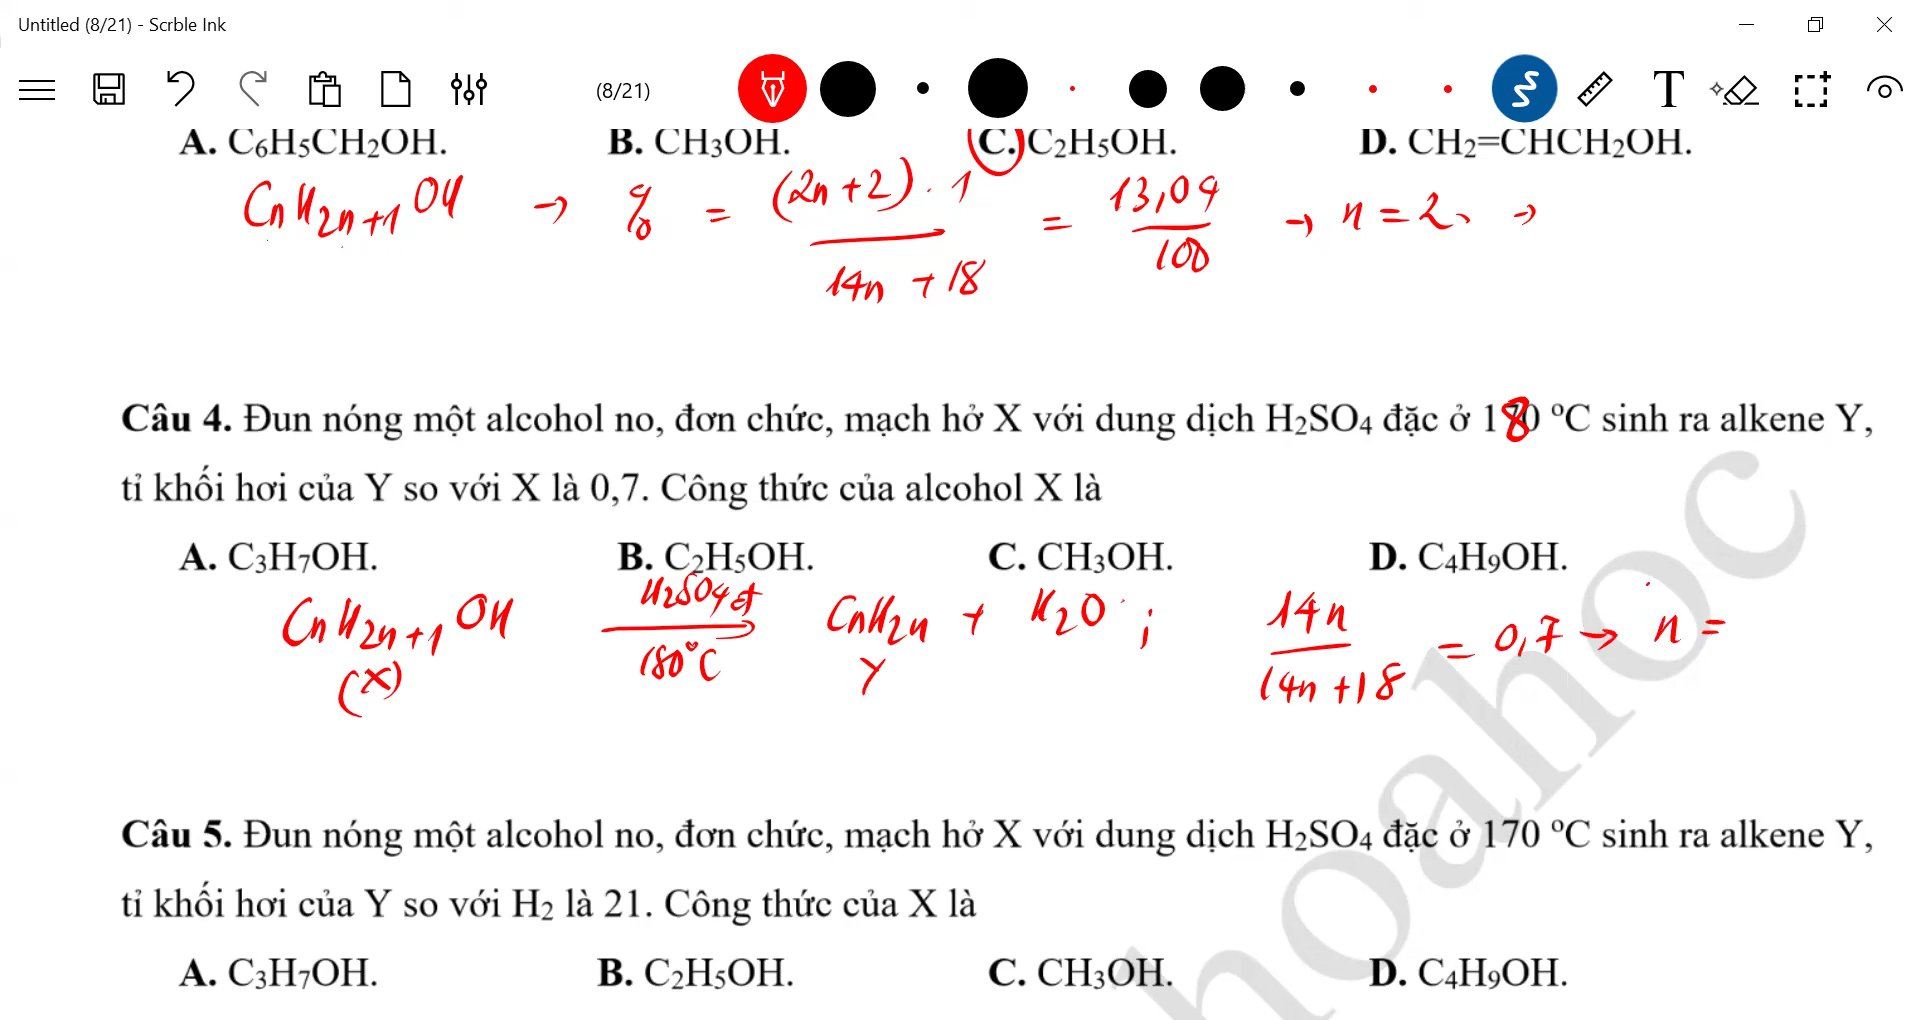 Untitled (8/21) - Scrble Ink
(8/21) T
A. C6H5CH2OH. B. CH3OH. C. C2H5OH. D. CH2=CHCH2OH.
CnH2n+1OH → % = (2n+2).1 / 14n+18 = 13,04 / 100 → n = 2, →
Câu 4. Đun nóng một alcohol no, đơn chức, mạch hở X với dung dịch H2SO4 đặc ở 180 °C sinh ra alkene Y,
tỉ khối hơi của Y so với X là 0,7. Công thức của alcohol X là
A. C3H7OH. B. C2H5OH. C. CH3OH. D. C4H9OH.
CnH2n+1OH H2SO4 đ 180°C CnH2n + H2O ; 14n / 14n+18 = 0,7 → n =
(X) Y
Câu 5. Đun nóng một alcohol no, đơn chức, mạch hở X với dung dịch H2SO4 đặc ở 170 °C sinh ra alkene Y,
tỉ khối hơi của Y so với H2 là 21. Công thức của X là
A. C3H7OH. B. C2H5OH. C. CH3OH. D. C4H9OH.
hoahoc